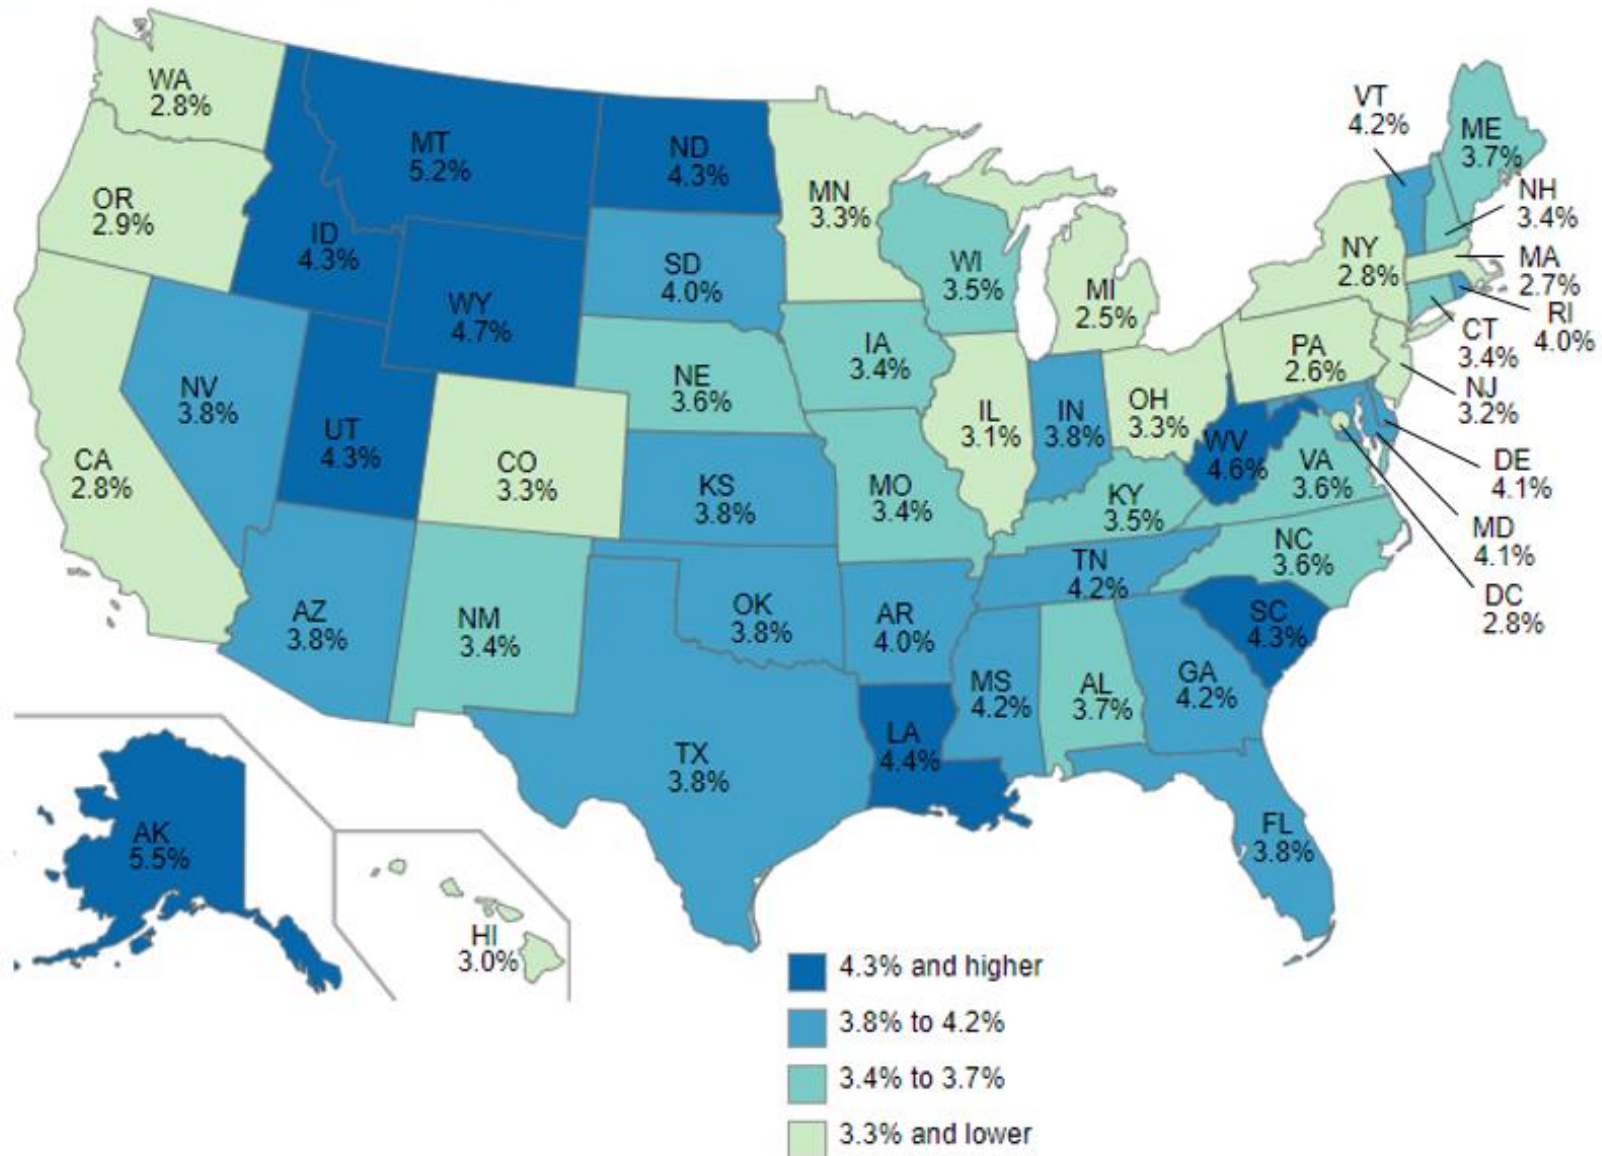 WA
2.8%
OR
2.9%
CA
2.8%
NV
3.8%
ID
4.3%
MT
5.2%
WY
4.7%
UT
4.3%
AZ
3.8%
CO
3.3%
NM
3.4%
ND
4.3%
SD
4.0%
NE
3.6%
KS
3.8%
OK
3.8%
TX
3.8%
MN
3.3%
IA
3.4%
MO
3.4%
AR
4.0%
LA
4.4%
WI
3.5%
IL
3.1%
MI
2.5%
IN
3.8%
OH
3.3%
KY
3.5%
TN
4.2%
MS
4.2%
AL
3.7%
GA
4.2%
FL
3.8%
SC
4.3%
NC
3.6%
VA
3.6%
WV
4.6%
PA
2.6%
NY
2.8%
VT
4.2%
ME
3.7%
NH
3.4%
MA
2.7%
RI
4.0%
CT
3.4%
NJ
3.2%
DE
4.1%
MD
4.1%
DC
2.8%
AK
5.5%
HI
3.0%
4.3% and higher
3.8% to 4.2%
3.4% to 3.7%
3.3% and lower